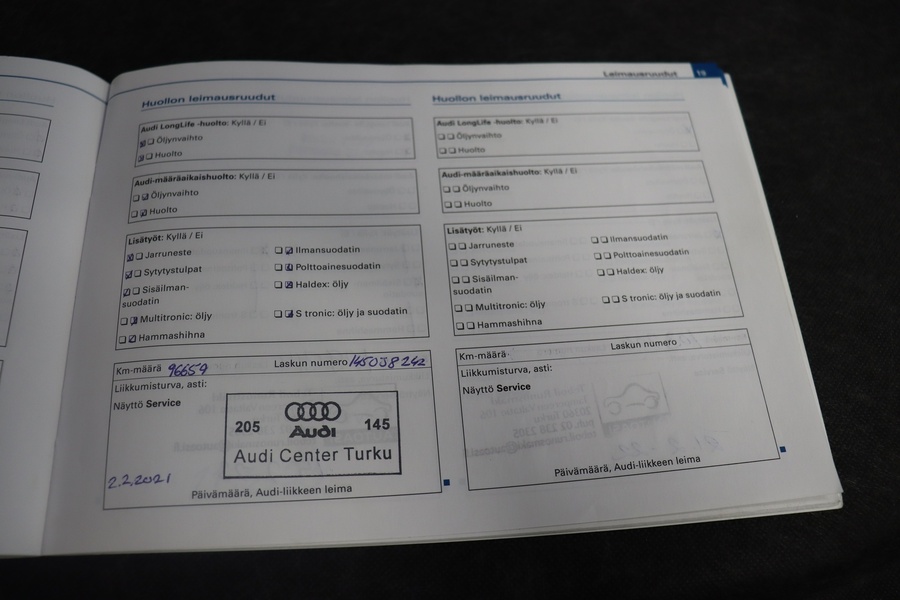 Leimausruudut 19
Huollon leimausruudut
Audi LongLife -huolto: Kyllä / Ei
Öljynvaihto
Huolto
Audi-määräaikaishuolto: Kyllä / Ei
Öljynvaihto
Huolto
Lisätyöt: Kyllä / Ei
Jarruneste
Ilmansuodatin
Sytytystulpat
Polttoainesuodatin
Sisäilman-
suodatin
Haldex: öljy
Multitronic: öljy
S tronic: öljy ja suodatin
Hammashihna
Km-määrä 96659 Laskun numero
Liikkumisturva, asti:
Näyttö Service
205 Audi 145
Audi Center Turku
2.2.2021
Päivämäärä, Audi-liikkeen leima
Huollon leimausruudut
Audi LongLife -huolto: Kyllä / Ei
Öljynvaihto
Huolto
Audi-määräaikaishuolto: Kyllä / Ei
Öljynvaihto
Huolto
Lisätyöt: Kyllä / Ei
Jarruneste
Ilmansuodatin
Sytytystulpat
Polttoainesuodatin
Sisäilman-
suodatin
Haldex: öljy
Multitronic: öljy
S tronic: öljy ja suodatin
Hammashihna
Km-määrä Laskun numero
Liikkumisturva, asti:
Näyttö Service
Päivämäärä, Audi-liikkeen leima